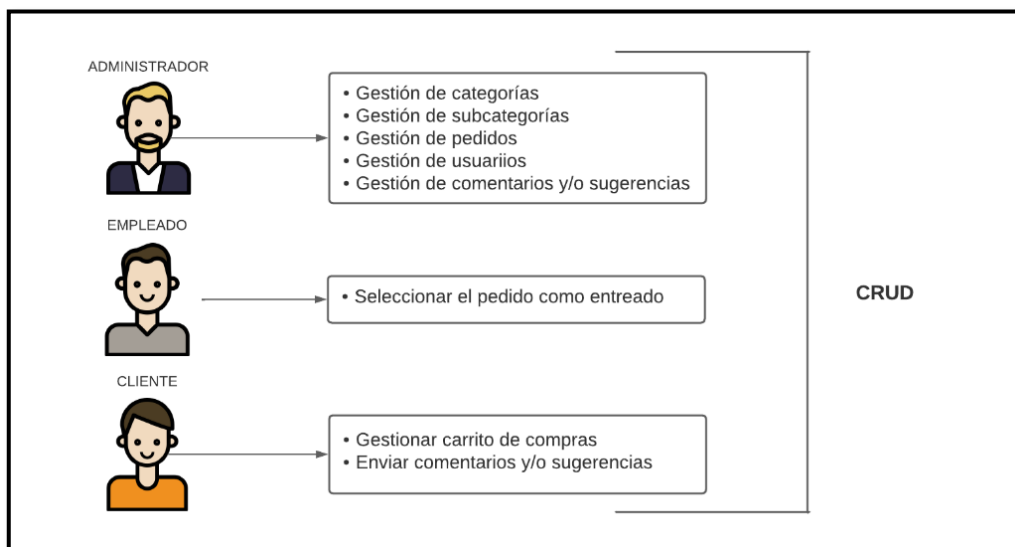 ADMINISTRADOR
• Gestión de categorías
• Gestión de subcategorías
• Gestión de pedidos
• Gestión de usuariios
• Gestión de comentarios y/o sugerencias
EMPLEADO
• Seleccionar el pedido como entreado
CRUD
CLIENTE
• Gestionar carrito de compras
• Enviar comentarios y/o sugerencias